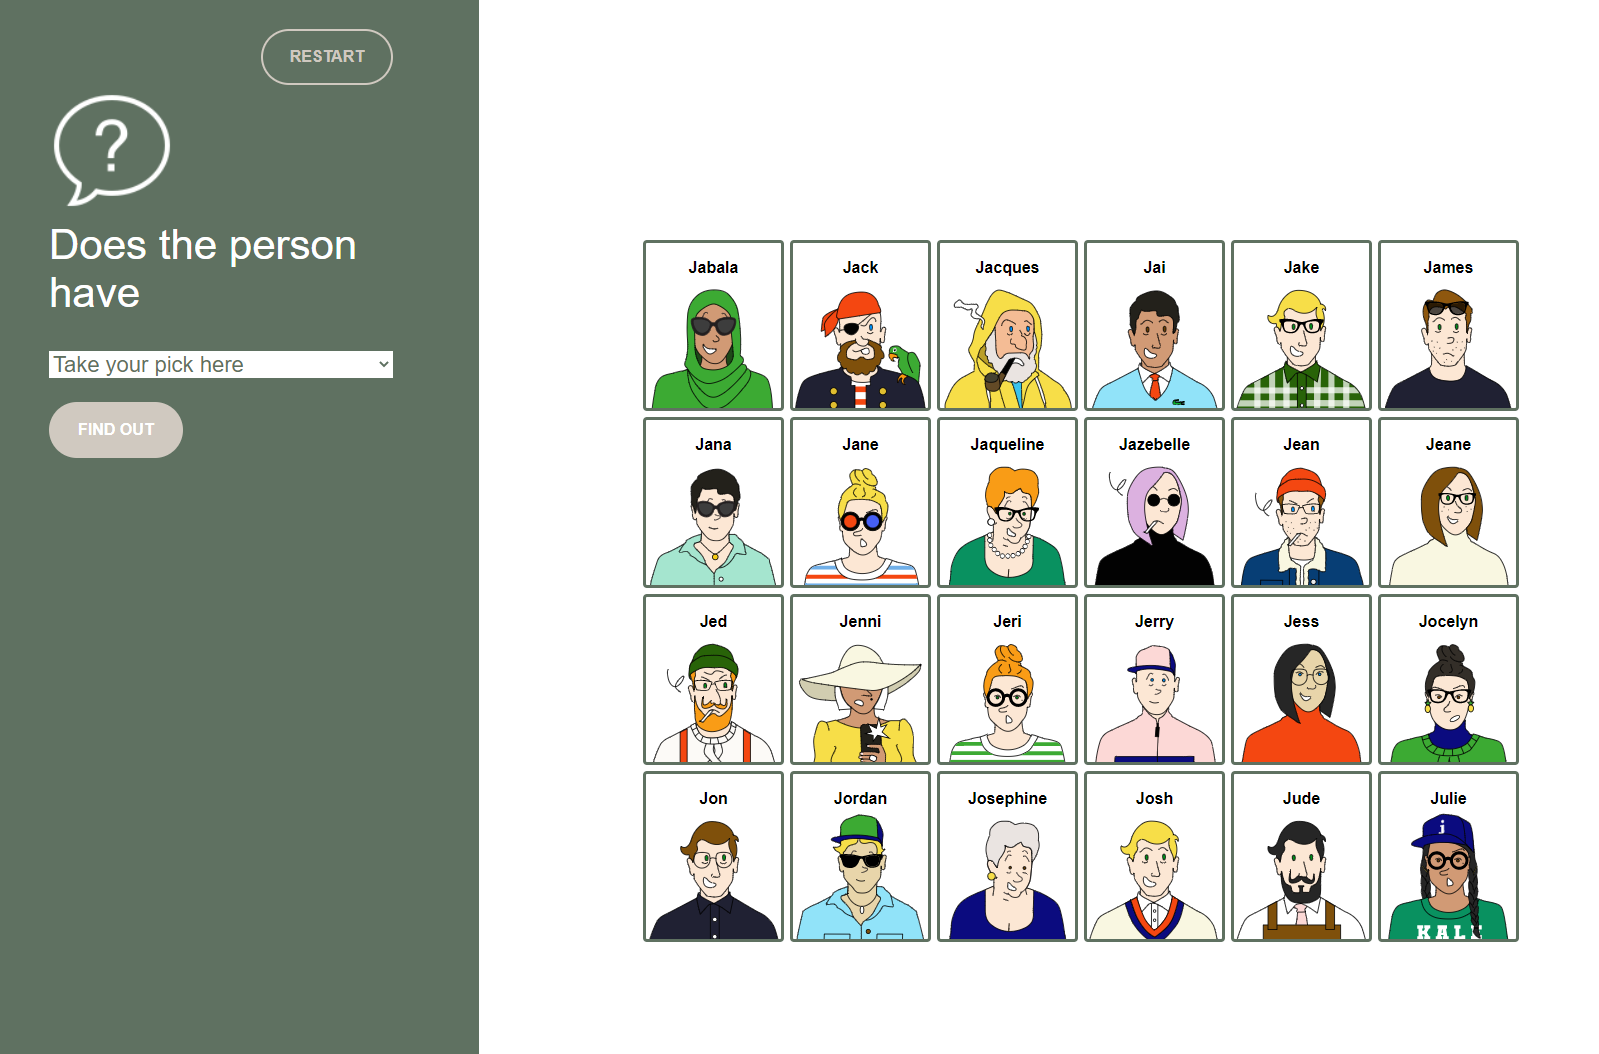 RESTART
?
Does the person
have
Take your pick here
FIND OUT
Jabala
Jack
Jacques
Jai
Jake
James
Jana
Jane
Jaqueline
Jazebelle
Jean
Jeane
Jed
Jenni
Jeri
Jerry
Jess
Jocelyn
Jon
Jordan
Josephine
Josh
Jude
Julie
j
KALE